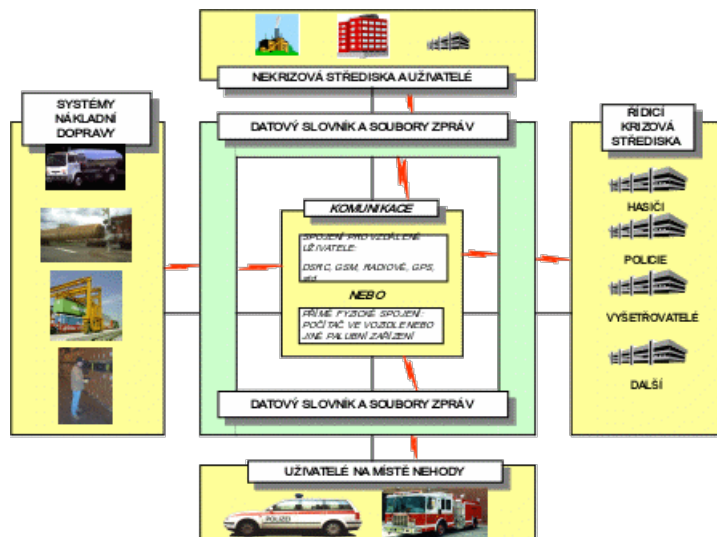 NEKRIZOVÁ STŘEDISKA A UŽIVATELÉ
SYSTÉMY
NÁKLADNÍ
DOPRAVY
DATOVÝ SLOVNÍK A SOUBORY ZPRÁV
ŘÍDICÍ
KRIZOVÁ
STŘEDISKA
KOMUNIKACE
SPOJENÍ PRO VZDÁLENÉ
UŽIVATELE:
DSRC, GSM, RADIOVÉ, GPS,
atd.
NEBO
PŘÍMÉ FYZICKÉ SPOJENÍ:
POČÍTAČ VE VOZIDLE NEBO
JINÉ PALUBNÍ ZAŘÍZENÍ
HASIČI
POLICIE
VYŠETŘOVATELÉ
DALŠÍ
DATOVÝ SLOVNÍK A SOUBORY ZPRÁV
UŽIVATELÉ NA MÍSTĚ NEHODY